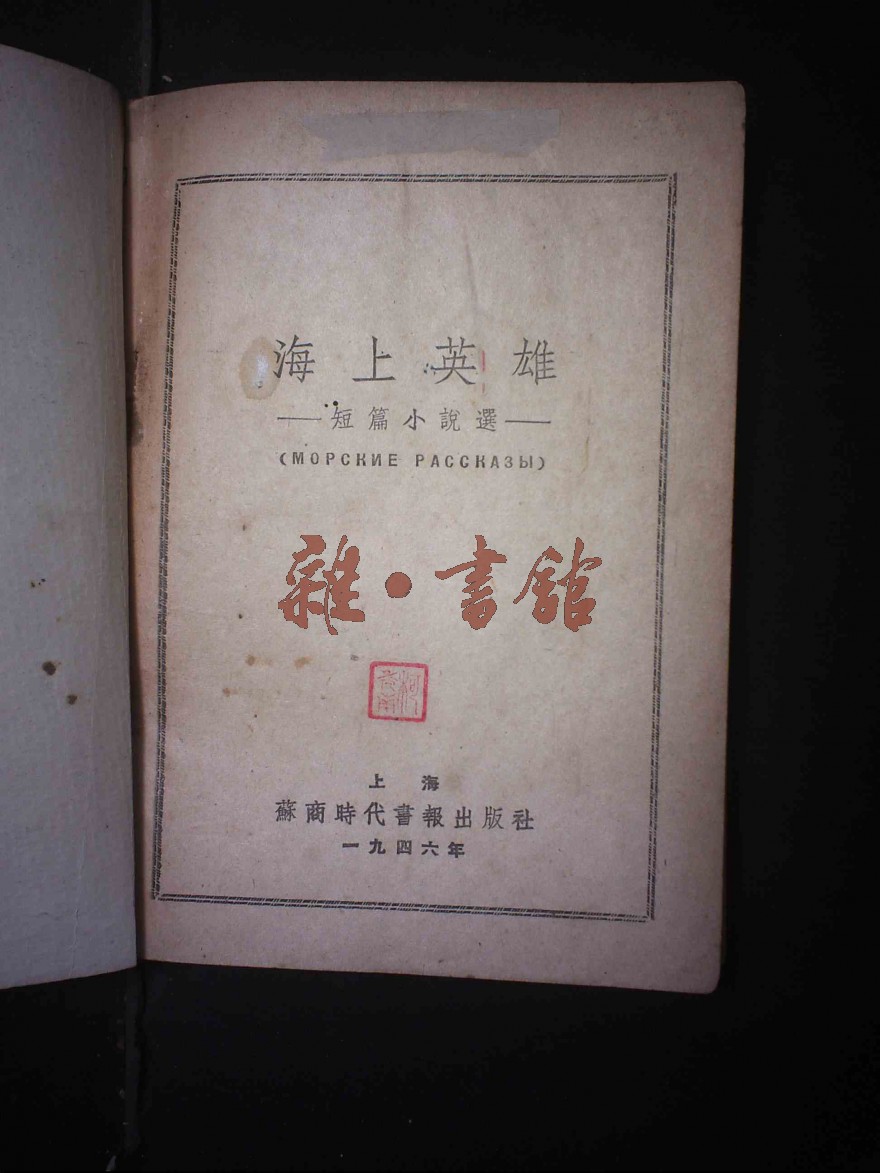 海上英雄
——短篇小說選——
(МОРСКИЕ РАССКАЗЫ)
雜·書館
上海
蘇商時代書報出版社
一九四六年